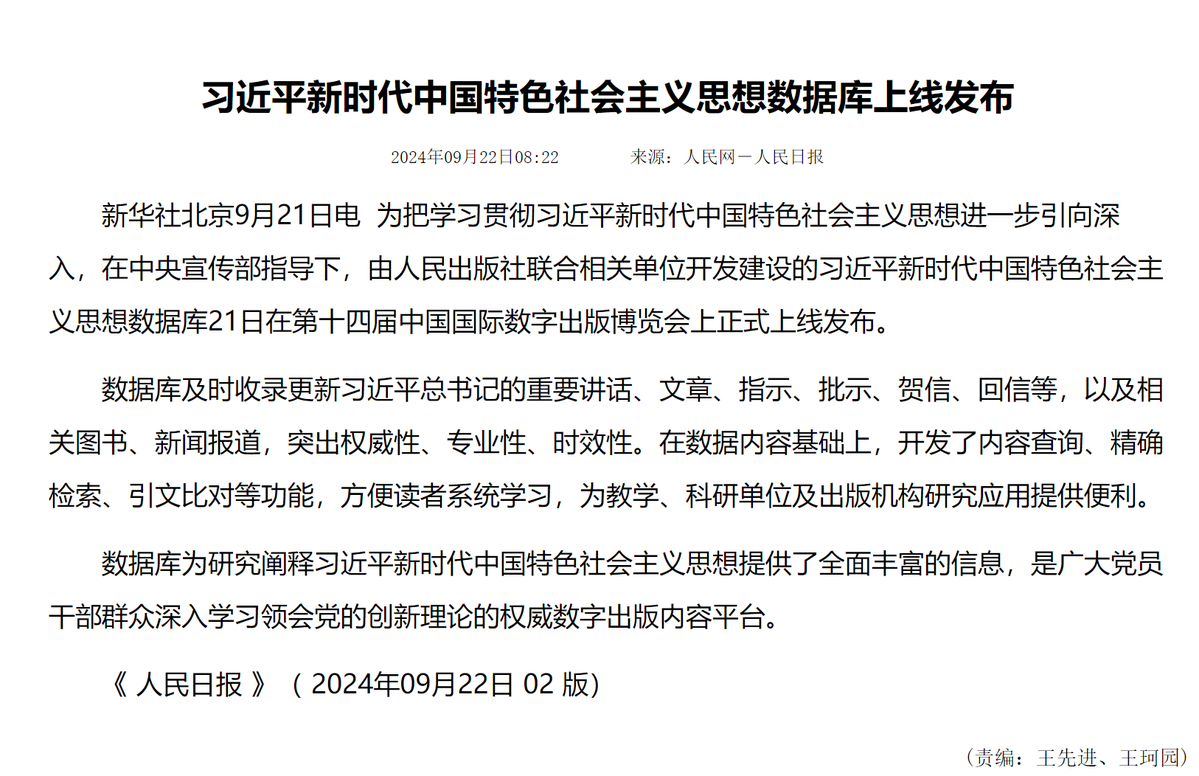 习近平新时代中国特色社会主义思想数据库上线发布
2024年09月22日08:22 来源：人民网－人民日报
新华社北京9月21日电 为把学习贯彻习近平新时代中国特色社会主义思想进一步引向深
入，在中央宣传部指导下，由人民出版社联合相关单位开发建设的习近平新时代中国特色社会主
义思想数据库21日在第十四届中国国际数字出版博览会上正式上线发布。
数据库及时收录更新习近平总书记的重要讲话、文章、指示、批示、贺信、回信等，以及相
关图书、新闻报道，突出权威性、专业性、时效性。在数据内容基础上，开发了内容查询、精确
检索、引文比对等功能，方便读者系统学习，为教学、科研单位及出版机构研究应用提供便利。
数据库为研究阐释习近平新时代中国特色社会主义思想提供了全面丰富的信息，是广大党员
干部群众深入学习领会党的创新理论的权威数字出版内容平台。
《 人民日报 》（ 2024年09月22日 02 版）
(责编：王先进、王珂园)